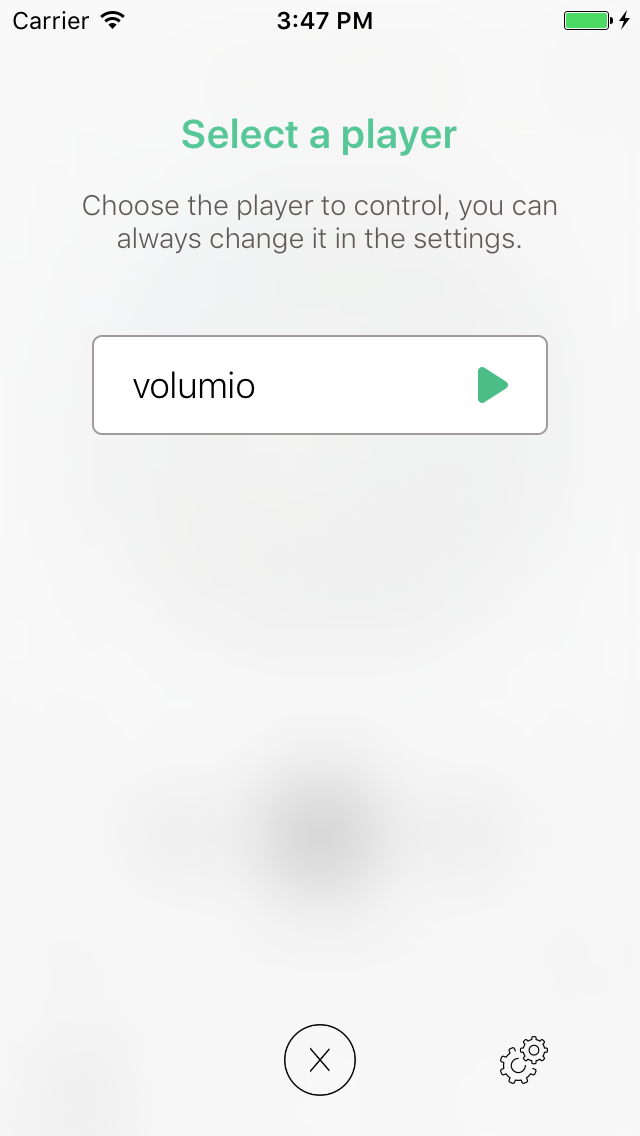 Carrier 3:47 PM
Select a player
Choose the player to control, you can
always change it in the settings.
volumio